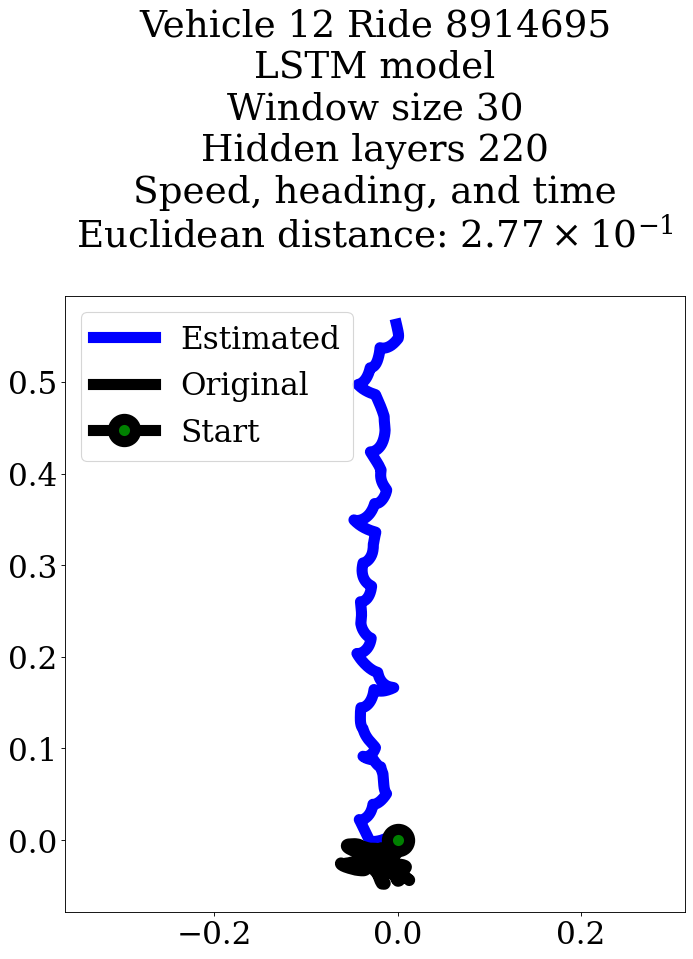 Vehicle 12 Ride 8914695
LSTM model
Window size 30
Hidden layers 220
Speed, heading, and time
Euclidean distance: 2.77 × 10⁻¹
Estimated
Original
Start
0.5
0.4
0.3
0.2
0.1
0.0
−0.2 0.0 0.2